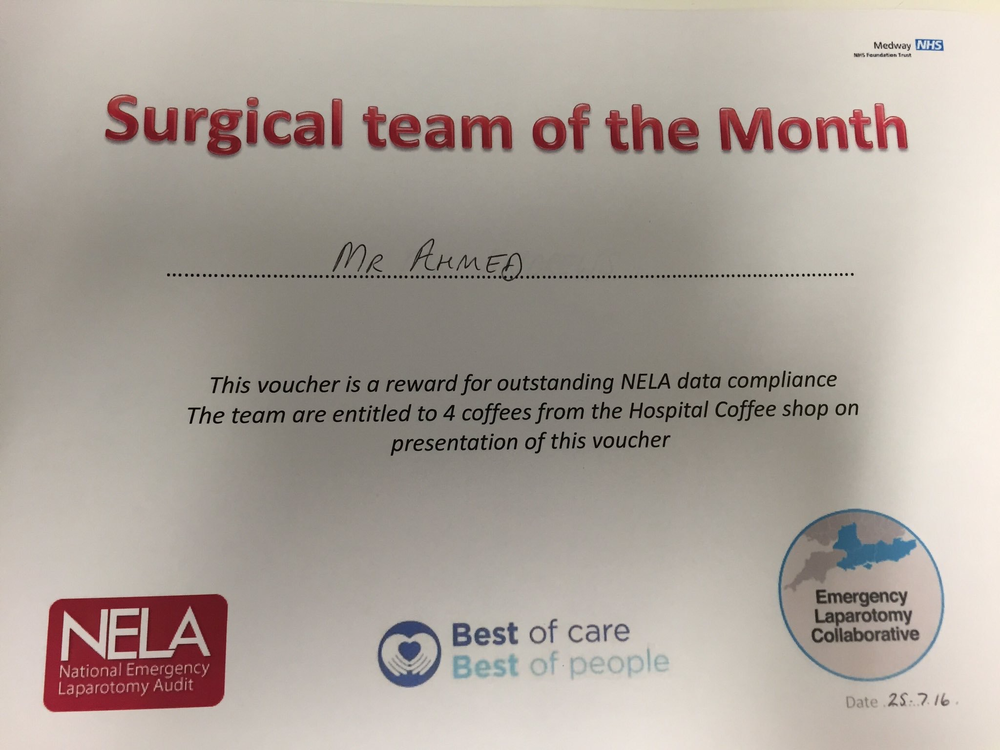 Medway NHS
NHS Foundation Trust
Surgical team of the Month
MR AHMED
This voucher is a reward for outstanding NELA data compliance
The team are entitled to 4 coffees from the Hospital Coffee shop on
presentation of this voucher
NELA
National Emergency
Laparotomy Audit
Best of care
Best of people
Emergency
Laparotomy
Collaborative
Date 25.7.16.